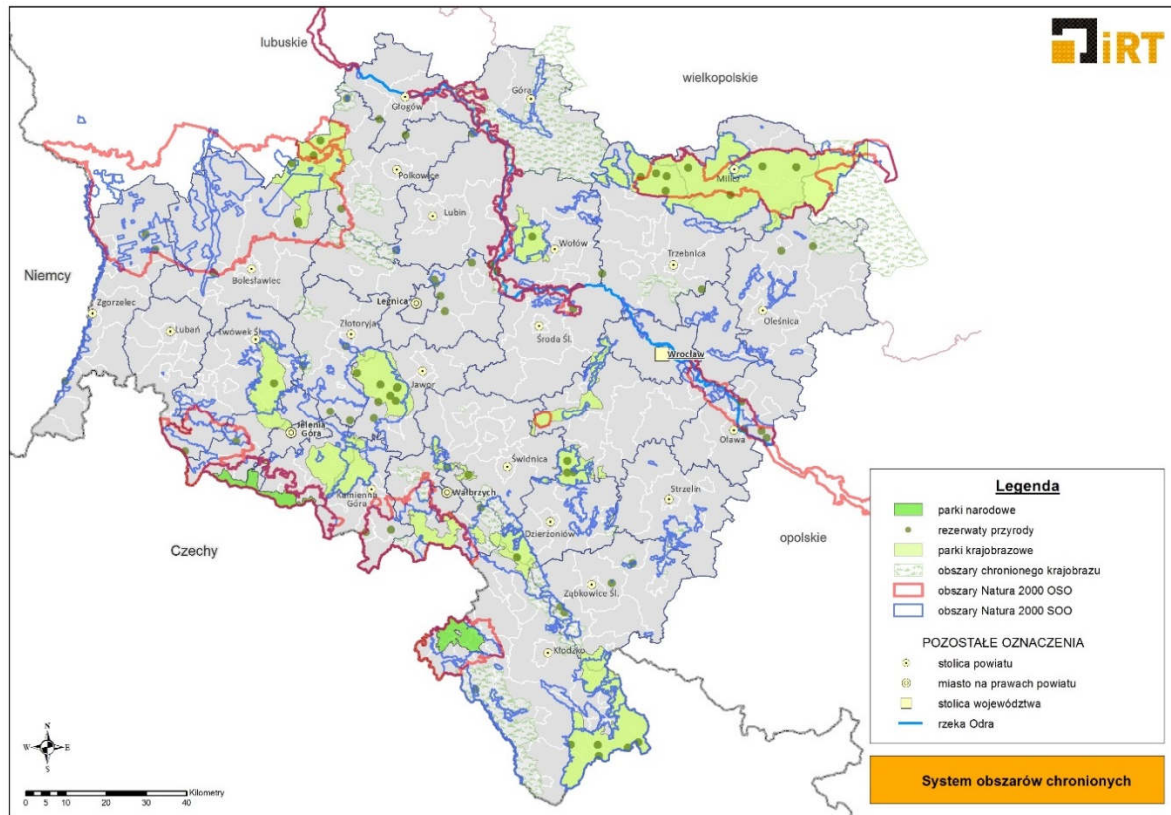 lubuskie
iRT
wielkopolskie
Głogów
Góra
Polkowice
Milicz
Lubin
Wołów
Trzebnica
Niemcy
Bolesławiec
Zgorzelec
Legnica
Oleśnica
Lubań
Lwówek Śl.
Złotoryja
Środa Śl.
Wrocław
Jawor
Jelenia
Góra
Oława
Świdnica
Kamienna
Góra
Wałbrzych
Strzelin
Dzierżoniów
Czechy
opolskie
Ząbkowice Śl.
Kłodzko
Legenda
parki narodowe
rezerwaty przyrody
parki krajobrazowe
obszary chronionego krajobrazu
obszary Natura 2000 OSO
obszary Natura 2000 SOO
POZOSTAŁE OZNACZENIA
stolica powiatu
miasto na prawach powiatu
stolica województwa
rzeka Odra
N
W E
S
Kilometry
0 5 10 20 30 40
System obszarów chronionych